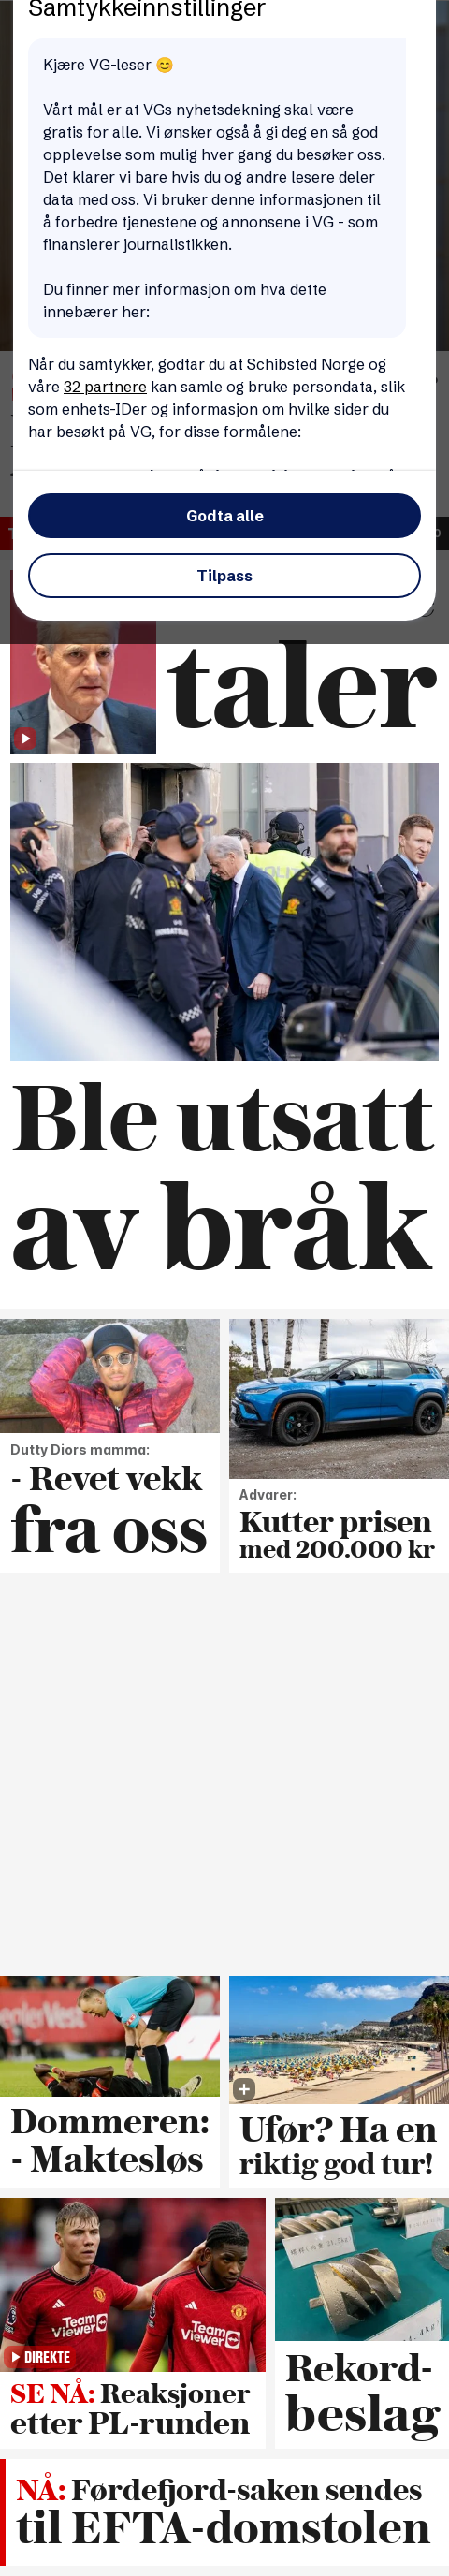 Samtykkeinnstillinger
Kjære VG-leser 😊
Vårt mål er at VGs nyhetsdekning skal være
gratis for alle. Vi ønsker også å gi deg en så god
opplevelse som mulig hver gang du besøker oss.
Det klarer vi bare hvis du og andre lesere deler
data med oss. Vi bruker denne informasjonen til
å forbedre tjenestene og annonsene i VG - som
finansierer journalistikken.
Du finner mer informasjon om hva dette
innebærer her:
Når du samtykker, godtar du at Schibsted Norge og
våre 32 partnere kan samle og bruke persondata, slik
som enhets-IDer og informasjon om hvilke sider du
har besøkt på VG, for disse formålene:
Godta alle
Tilpass
taler
Ble utsatt
av bråk
Dutty Diors mamma:
- Revet vekk
fra oss
Advarer:
Kutter prisen
med 200.000 kr
Dommeren:
- Maktesløs
Ufør? Ha en
riktig god tur!
TeamViewer
DIREKTE
SE NÅ: Reaksjoner
etter PL-runden
Rekord-
beslag
NÅ: Førdefjord-saken sendes
til EFTA-domstolen